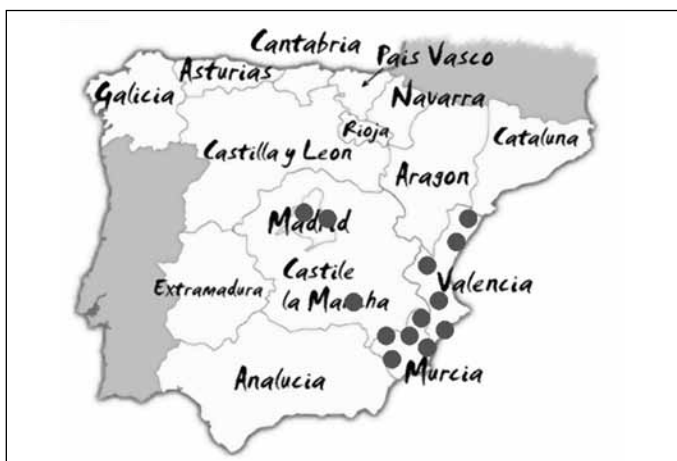 Cantabria
Pais Vasco
Asturias
Galicia
Navarra
Rioja
Cataluna
Castilla y Leon
Aragon
Madrid
Castile
la Mancha
Valencia
Extramadura
Analucia
Murcia